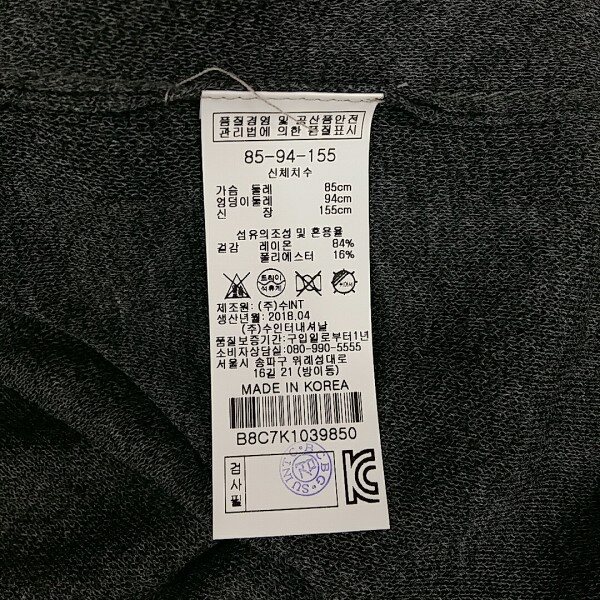 품질경영 및 공산품안전
관리법에 의한 품질표시
85-94-155
신체치수
가슴 둘레 85cm
엉덩이둘레 94cm
신 장 155cm
섬유의조성 및 혼용율
겉감 레이온 84%
폴리에스터 16%
드라이
석유계
제조원: (주)수INT
생산년월: 2018.04
(주)수인터내셔날
품질보증기간:구입일로부터1년
소비자상담실:080-990-5555
서울시 송파구 위례성대로
16길 21 (방이동)
MADE IN KOREA
B8C7K1039850
검
사
필